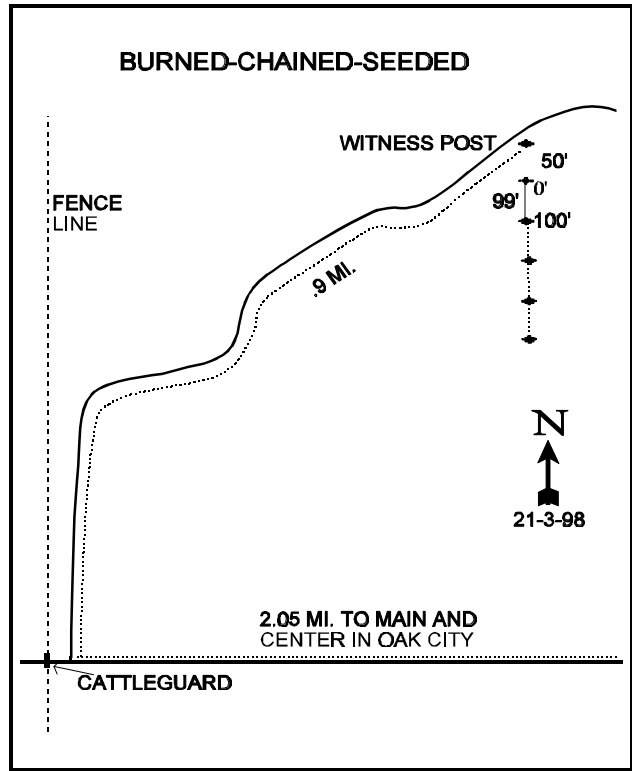 BURNED-CHAINED-SEEDED
WITNESS POST
50'
0'
99'
100'
FENCE
LINE
.9 MI.
N
21-3-98
2.05 MI. TO MAIN AND
CENTER IN OAK CITY
CATTLEGUARD